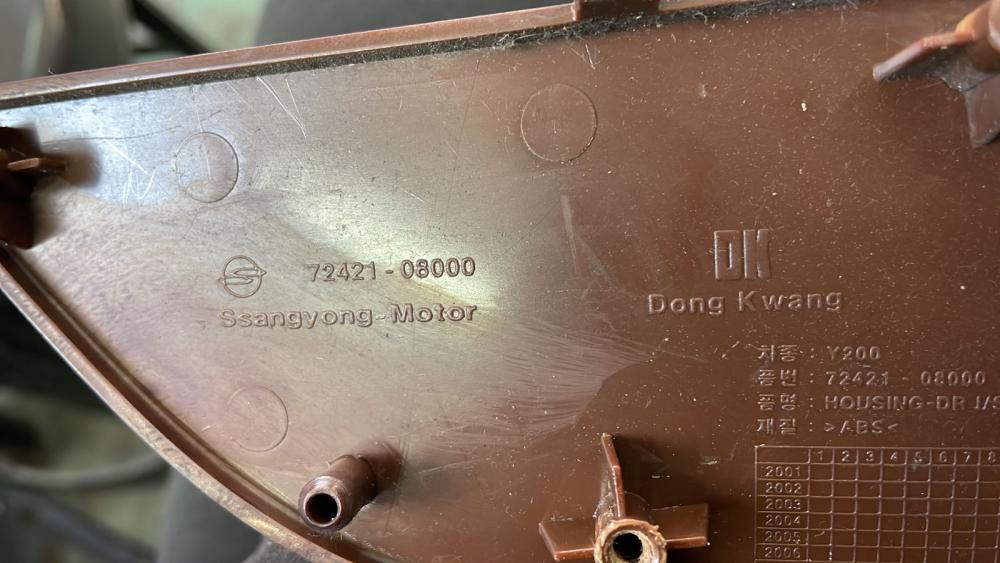 72421 - 08000
Ssangyong Motor
DK
Dong Kwang
차종 : Y200
품번 : 72421 - 08000
품명 : HOUSING-DR
재질 : >ABS<
1 2 3 4 5 6 7 8
2001
2002
2003
2004
2005
2006